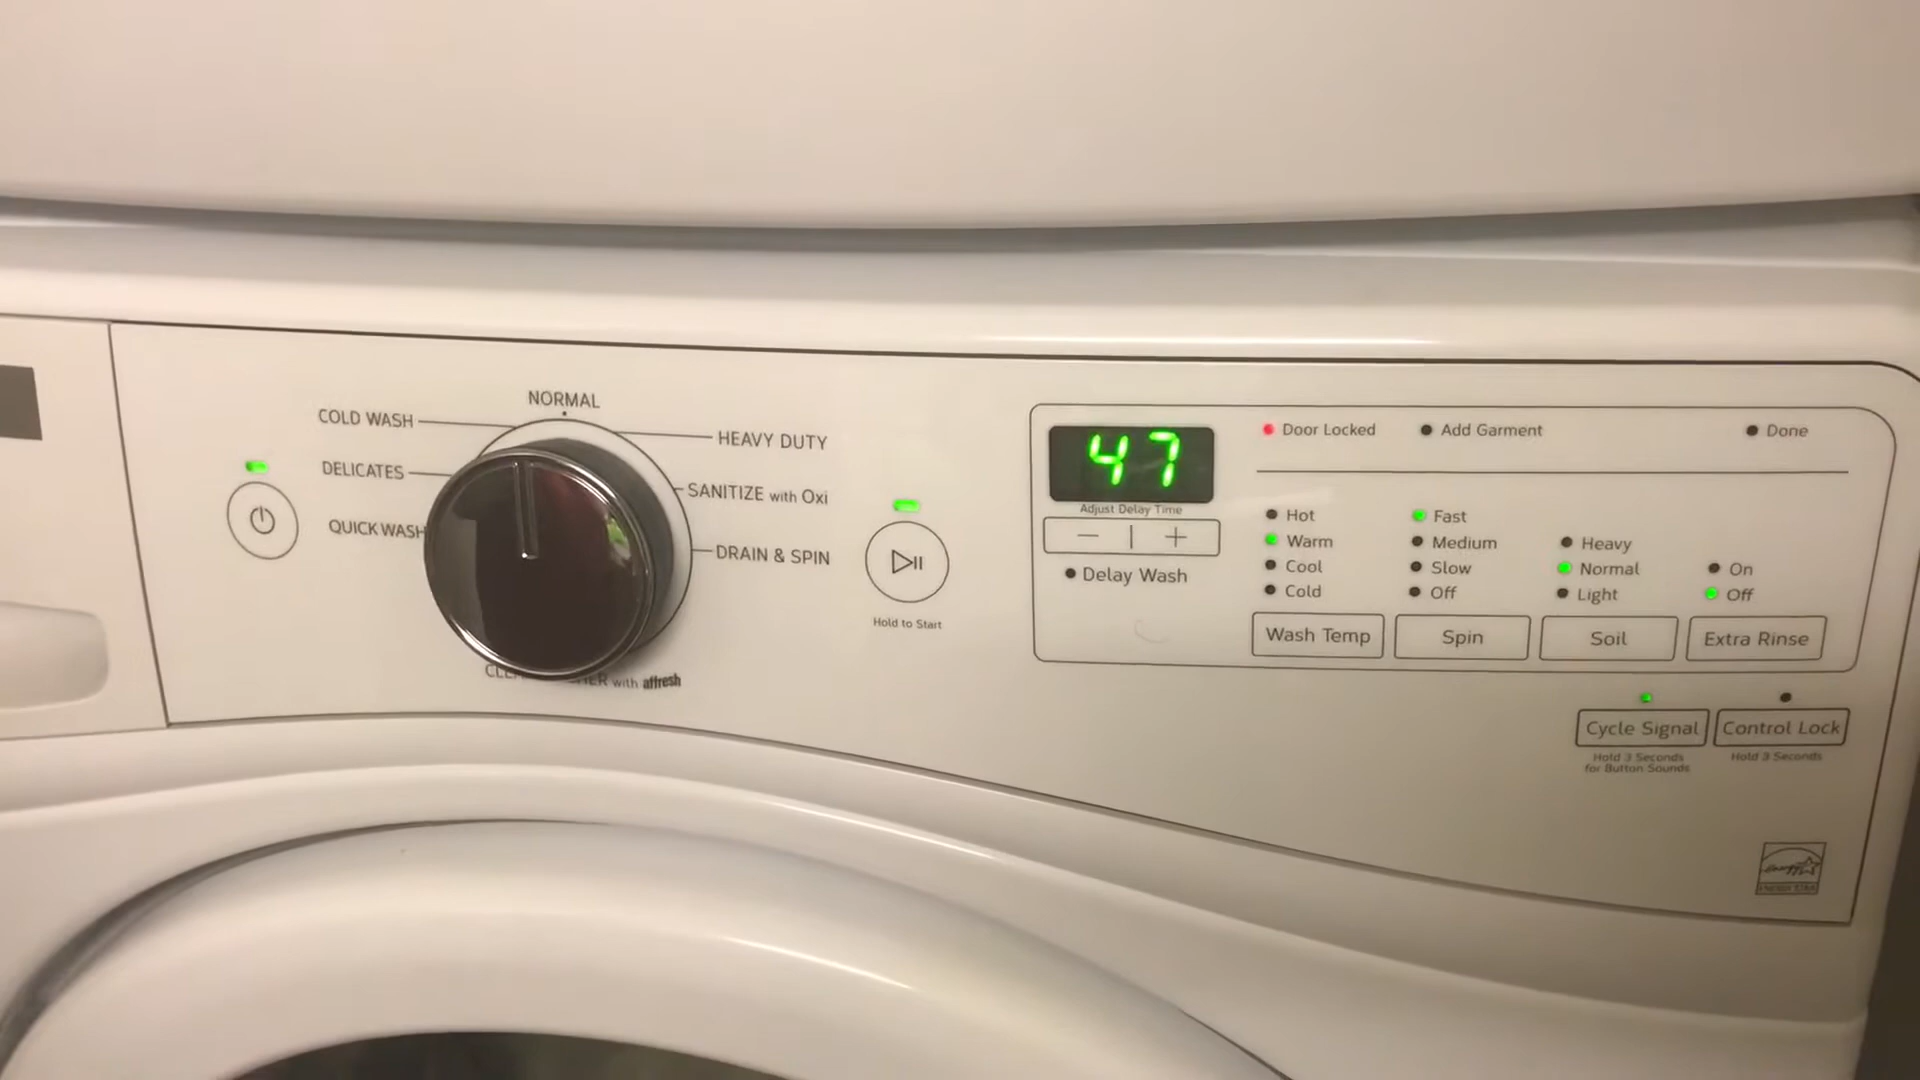 NORMAL
COLD WASH
HEAVY DUTY
DELICATES
SANITIZE with Oxi
QUICK WASH
DRAIN & SPIN
with affresh
Hold to Start
47
Adjust Delay Time
Delay Wash
Door Locked
Add Garment
Done
Hot
Warm
Cool
Cold
Wash Temp
Fast
Medium
Slow
Off
Spin
Heavy
Normal
Light
Soil
On
Off
Extra Rinse
Cycle Signal
Hold 3 Seconds
for Button Sounds
Control Lock
Hold 3 Seconds
energy
ENERGY STAR